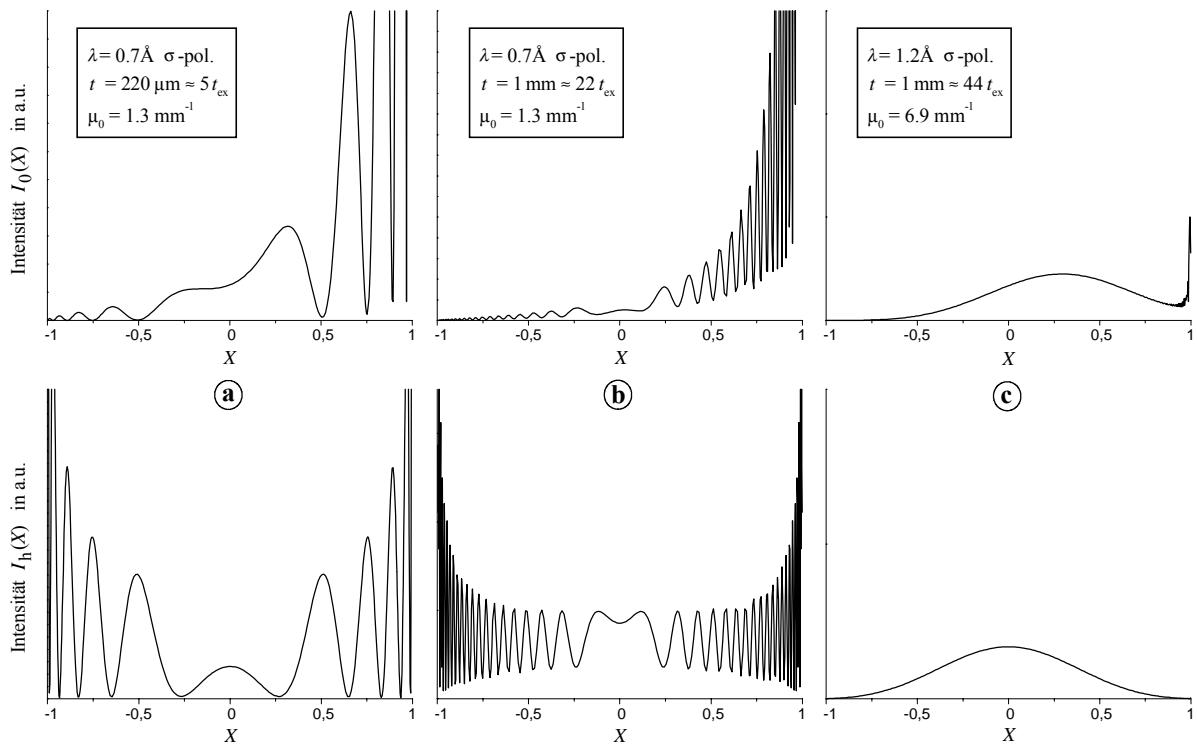 λ = 0.7Å σ-pol.
t = 220 μm ≈ 5 t_ex
μ₀ = 1.3 mm⁻¹
λ = 0.7Å σ-pol.
t = 1 mm ≈ 22 t_ex
μ₀ = 1.3 mm⁻¹
λ = 1.2Å σ-pol.
t = 1 mm ≈ 44 t_ex
μ₀ = 6.9 mm⁻¹
Intensität I₀(X) in a.u.
-1 -0,5 0 0,5 1
X
-1 -0,5 0 0,5 1
X
-1 -0,5 0 0,5 1
X
a
b
c
Intensität I_h(X) in a.u.
-1 -0,5 0 0,5 1
X
-1 -0,5 0 0,5 1
X
-1 -0,5 0 0,5 1
X